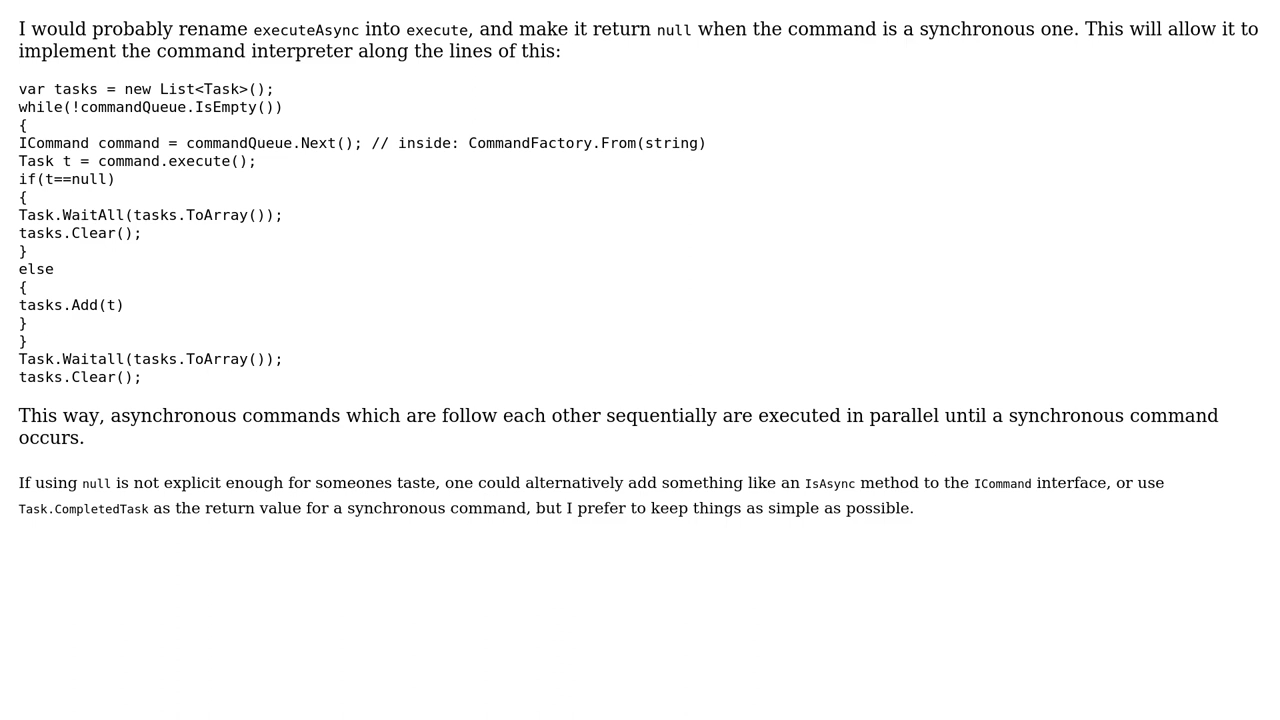 I would probably rename executeAsync into execute, and make it return null when the command is a synchronous one. This will allow it to
implement the command interpreter along the lines of this:
var tasks = new List<Task>();
while(!commandQueue.IsEmpty())
{
ICommand command = commandQueue.Next(); // inside: CommandFactory.From(string)
Task t = command.execute();
if(t==null)
{
Task.WaitAll(tasks.ToArray());
tasks.Clear();
}
else
{
tasks.Add(t)
}
}
Task.Waitall(tasks.ToArray());
tasks.Clear();
This way, asynchronous commands which are follow each other sequentially are executed in parallel until a synchronous command
occurs.
If using null is not explicit enough for someones taste, one could alternatively add something like an IsAsync method to the ICommand interface, or use
Task.CompletedTask as the return value for a synchronous command, but I prefer to keep things as simple as possible.